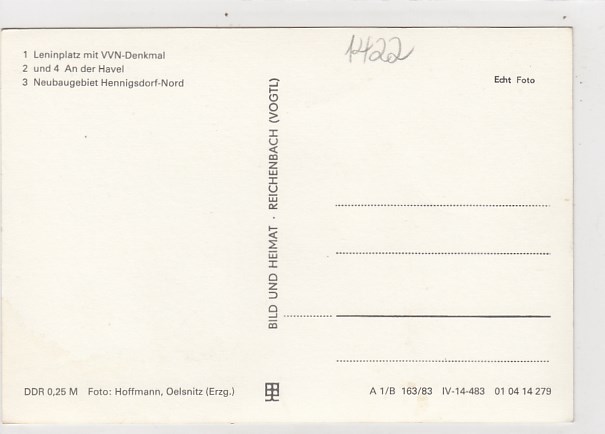 1 Leninplatz mit VVN-Denkmal
2 und 4 An der Havel
3 Neubaugebiet Hennigsdorf-Nord
1422
Echt Foto
BILD UND HEIMAT · REICHENBACH (VOGTL)
DDR 0,25 M Foto: Hoffmann, Oelsnitz (Erzg.)
A 1/B 163/83 IV-14-483 01 04 14 279